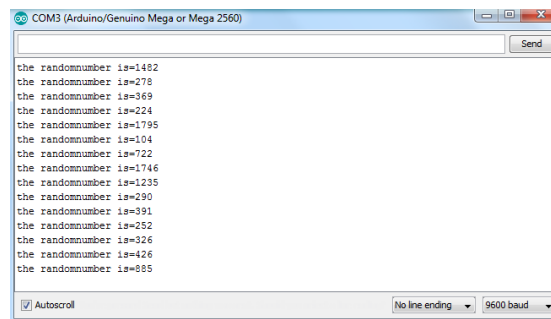 COM3 (Arduino/Genuino Mega or Mega 2560)
Send
the randomnumber is=1482
the randomnumber is=278
the randomnumber is=369
the randomnumber is=224
the randomnumber is=1795
the randomnumber is=104
the randomnumber is=722
the randomnumber is=1746
the randomnumber is=1235
the randomnumber is=290
the randomnumber is=391
the randomnumber is=252
the randomnumber is=326
the randomnumber is=426
the randomnumber is=885
Autoscroll No line ending 9600 baud